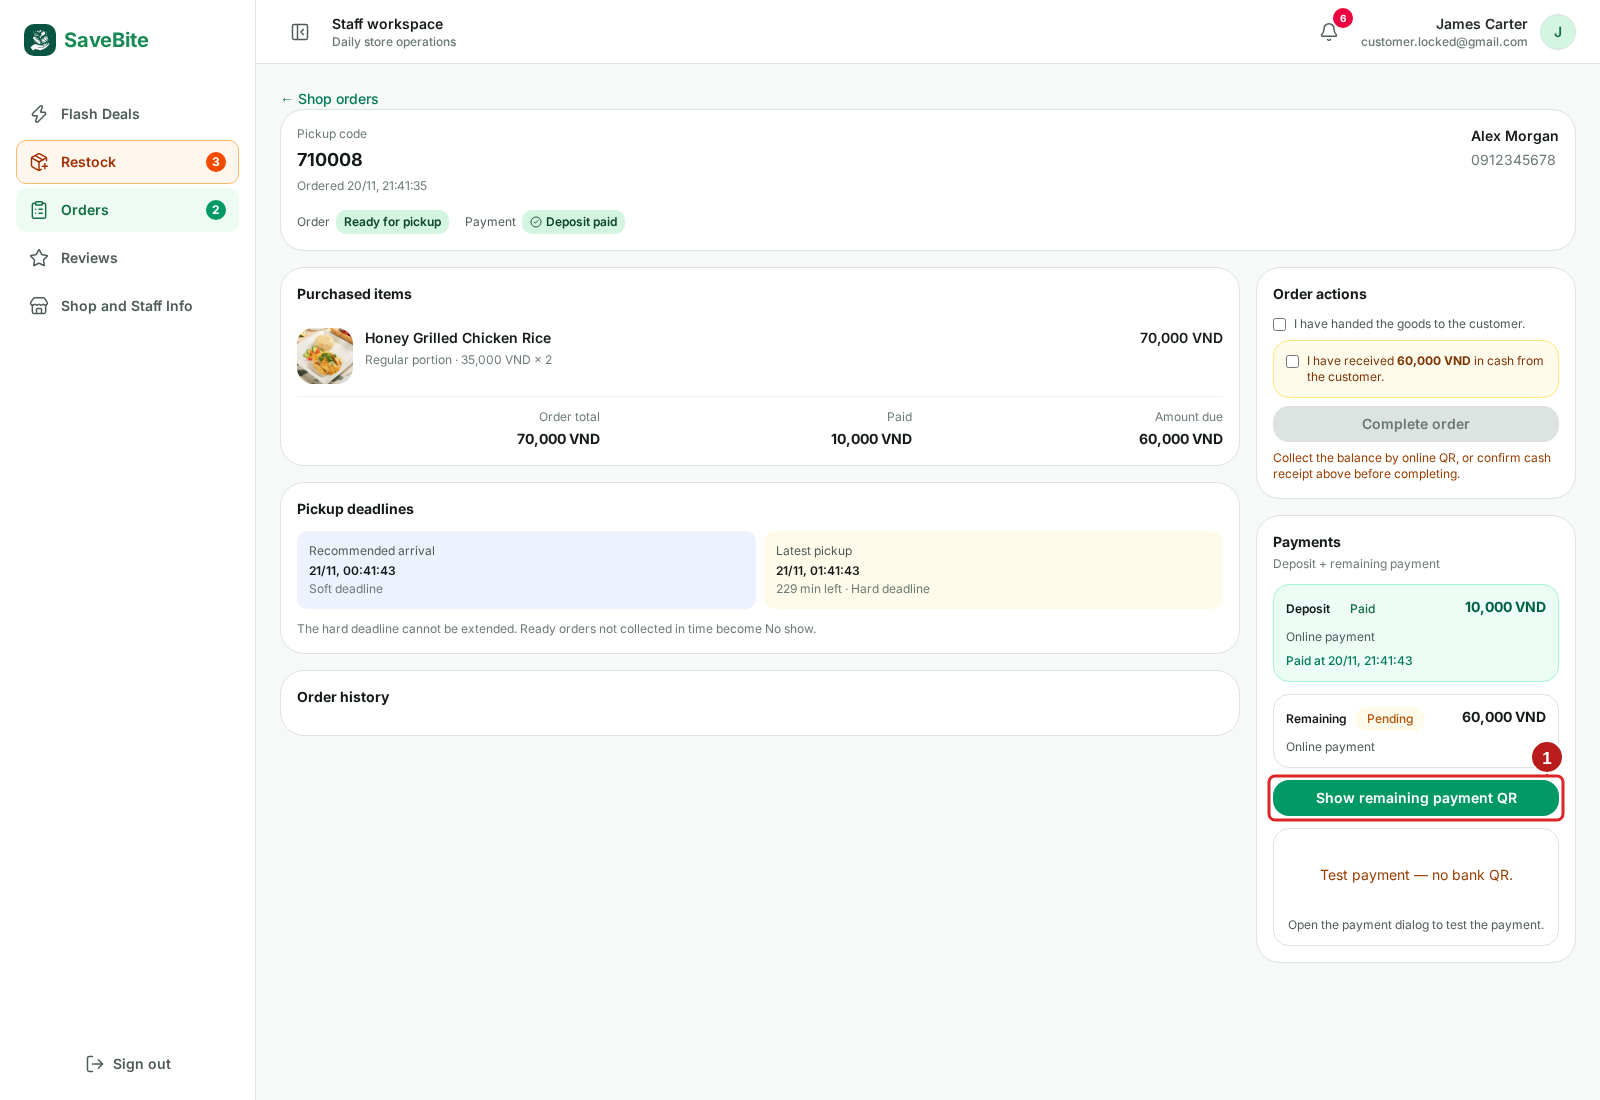 SaveBite
Flash Deals
Restock 3
Orders 2
Reviews
Shop and Staff Info
Sign out
Staff workspace
Daily store operations
6
James Carter
customer.locked@gmail.com
J
← Shop orders
Pickup code
710008
Ordered 20/11, 21:41:35
Order Ready for pickup Payment Deposit paid
Alex Morgan
0912345678
Purchased items
Honey Grilled Chicken Rice 70,000 VND
Regular portion · 35,000 VND × 2
Order total Paid Amount due
70,000 VND 10,000 VND 60,000 VND
Pickup deadlines
Recommended arrival
21/11, 00:41:43
Soft deadline
Latest pickup
21/11, 01:41:43
229 min left · Hard deadline
The hard deadline cannot be extended. Ready orders not collected in time become No show.
Order history
Order actions
I have handed the goods to the customer.
I have received 60,000 VND in cash from
the customer.
Complete order
Collect the balance by online QR, or confirm cash
receipt above before completing.
Payments
Deposit + remaining payment
Deposit Paid 10,000 VND
Online payment
Paid at 20/11, 21:41:43
Remaining Pending 60,000 VND
Online payment
1
Show remaining payment QR
Test payment — no bank QR.
Open the payment dialog to test the payment.